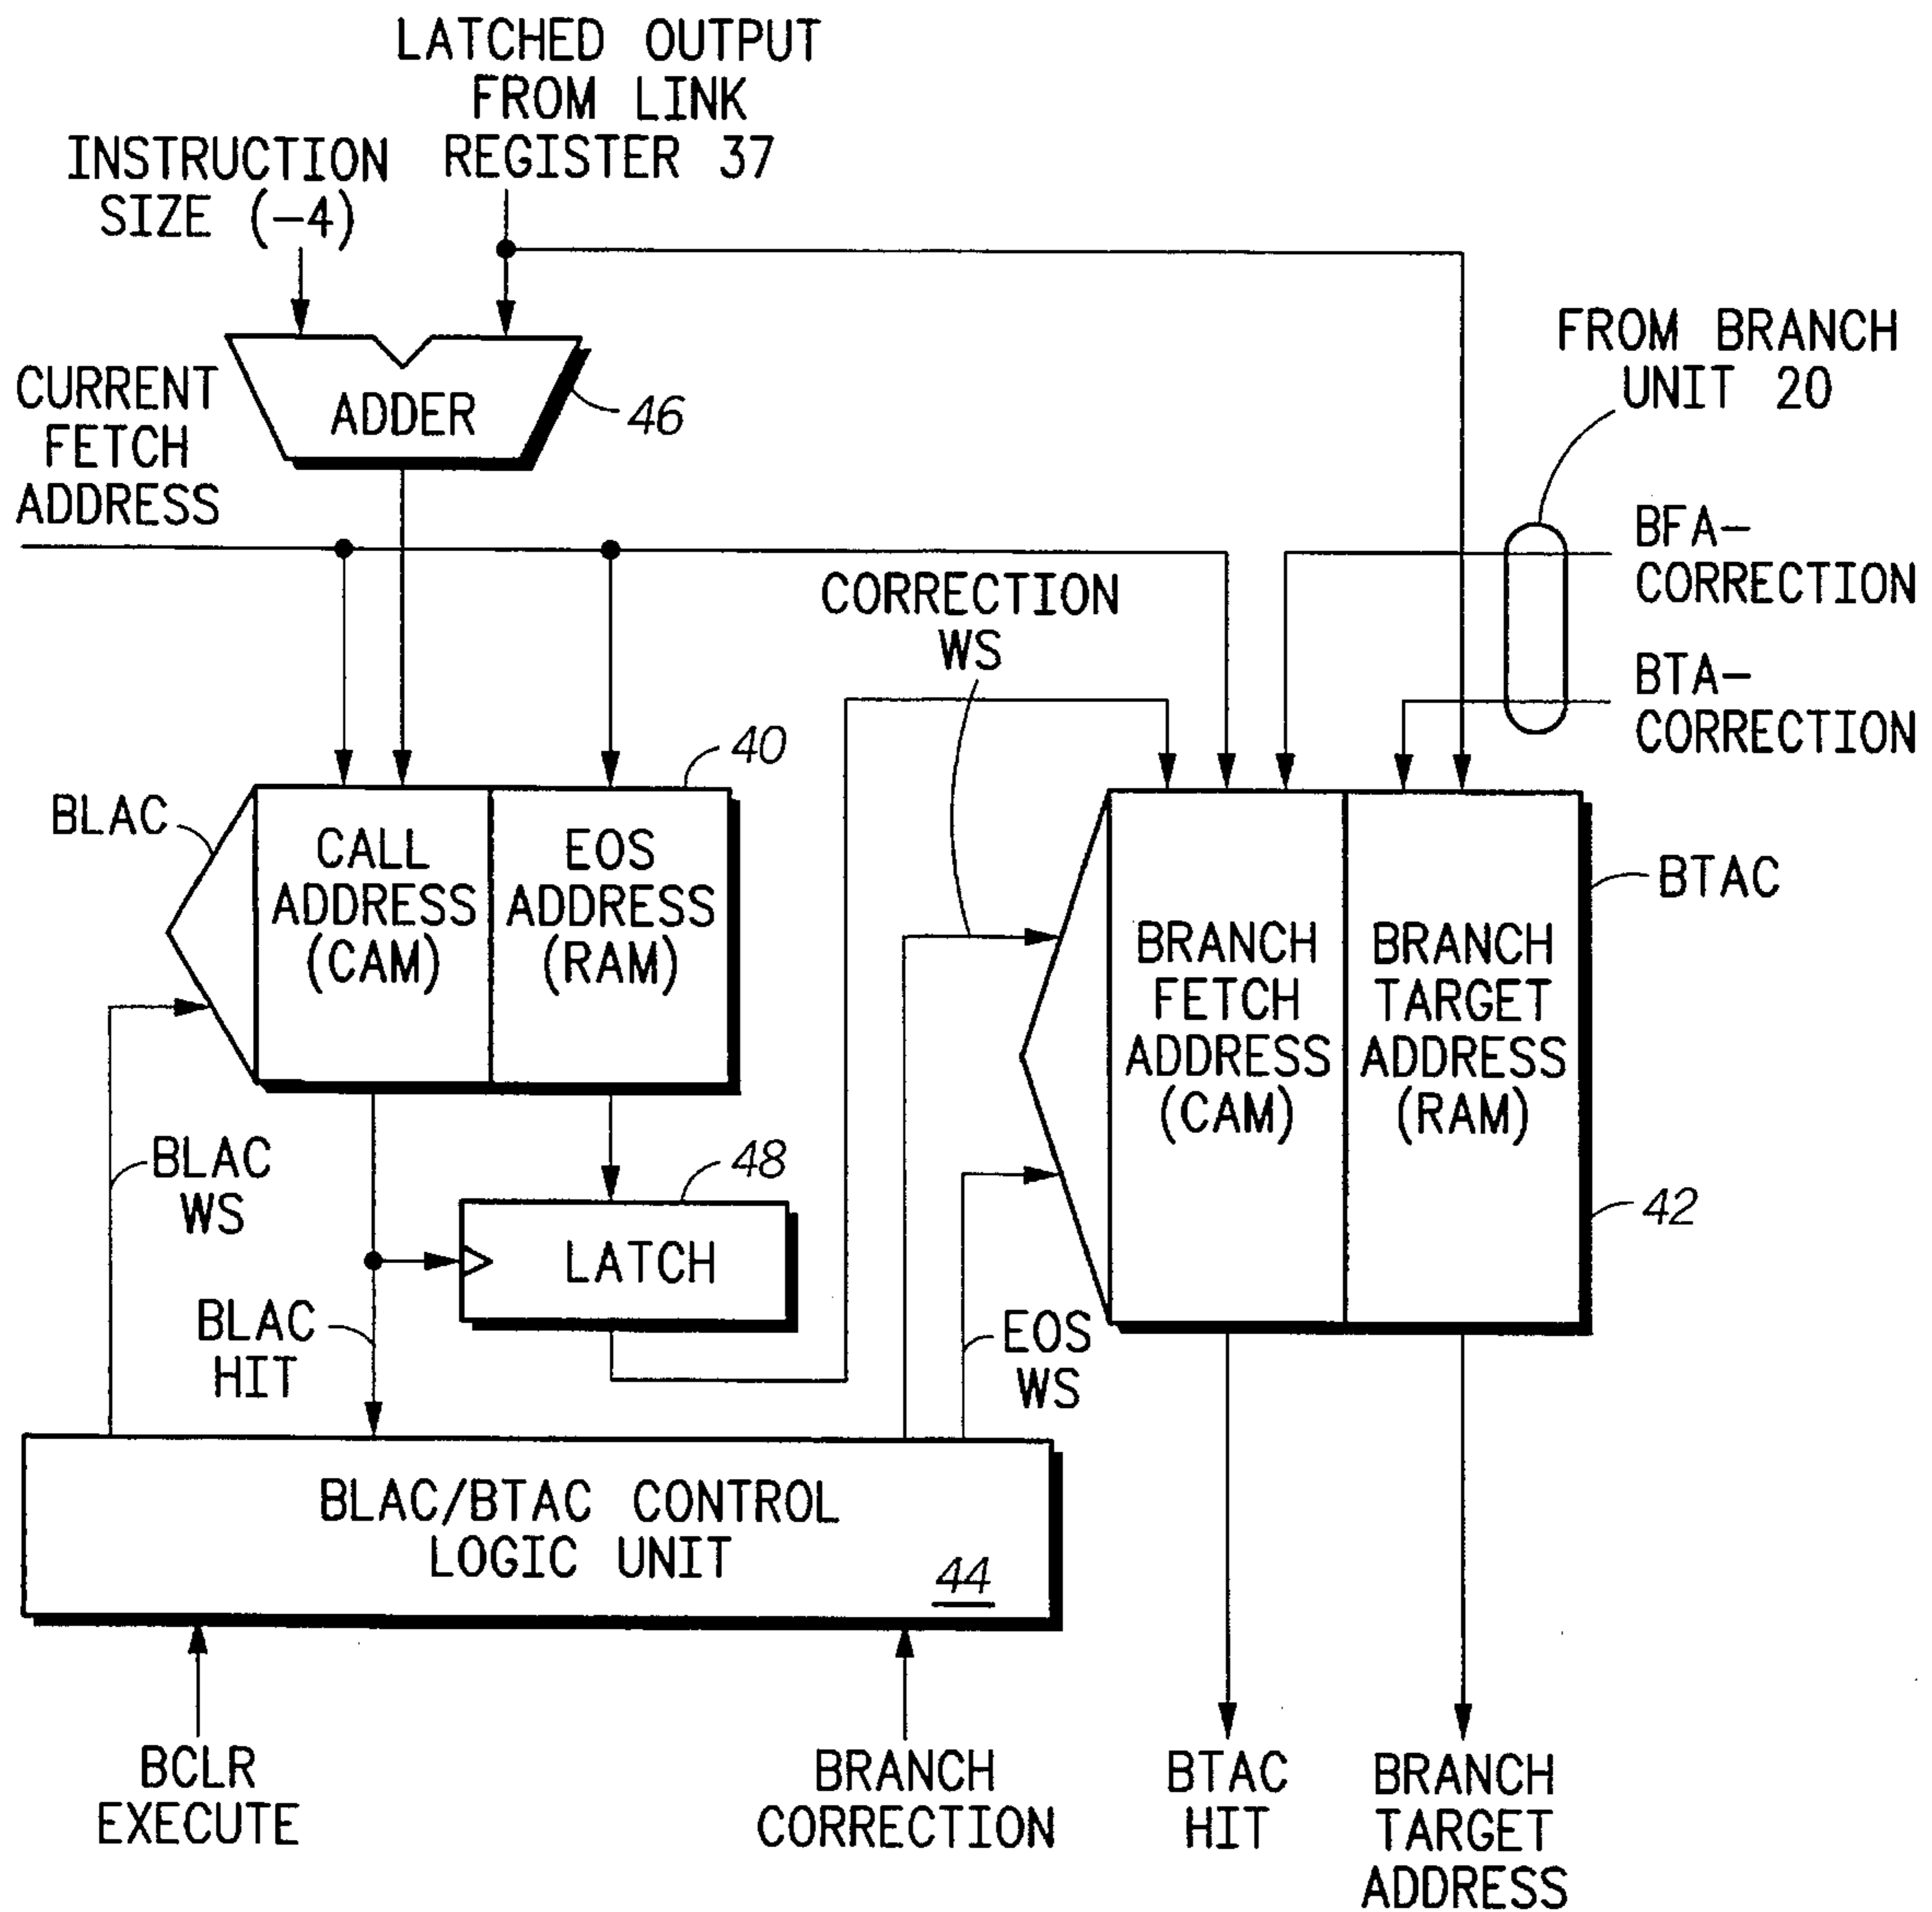 LATCHED OUTPUT
FROM LINK
REGISTER 37
INSTRUCTION
SIZE (-4)
FROM BRANCH
UNIT 20
CURRENT
FETCH
ADDRESS
ADDER
46
BFA-
CORRECTION
CORRECTION
WS
BTA-
CORRECTION
40
BLAC
CALL
ADDRESS
(CAM)
EOS
ADDRESS
(RAM)
BTAC
BRANCH
FETCH
ADDRESS
(CAM)
BRANCH
TARGET
ADDRESS
(RAM)
BLAC
WS
48
42
LATCH
BLAC
HIT
EOS
WS
BLAC/BTAC CONTROL
LOGIC UNIT
44
BCLR
EXECUTE
BRANCH
CORRECTION
BTAC
HIT
BRANCH
TARGET
ADDRESS